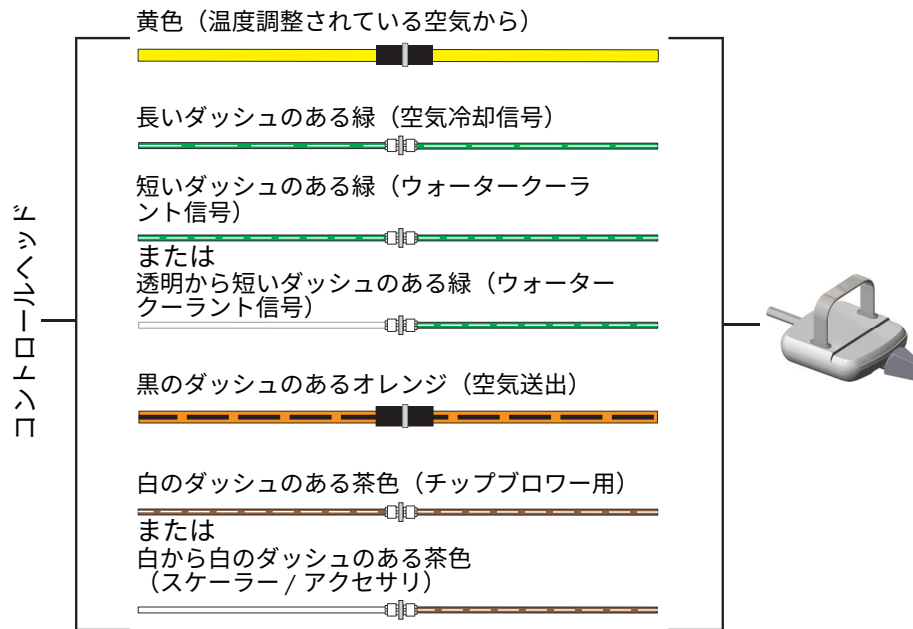 黄色（温度調整されている空気から）
長いダッシュのある緑（空気冷却信号）
短いダッシュのある緑（ウォータークーラ
ント信号）
または
透明から短いダッシュのある緑（ウォーター
クーラント信号）
コントロールヘッド
黒のダッシュのあるオレンジ（空気送出）
白のダッシュのある茶色（チップブロワー用）
または
白から白のダッシュのある茶色
（スケーラー / アクセサリ）